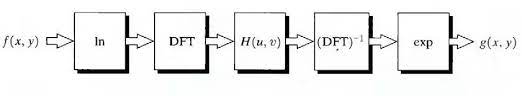 f(x, y) ln DFT H(u, v) (DFT)⁻¹ exp g(x, y)